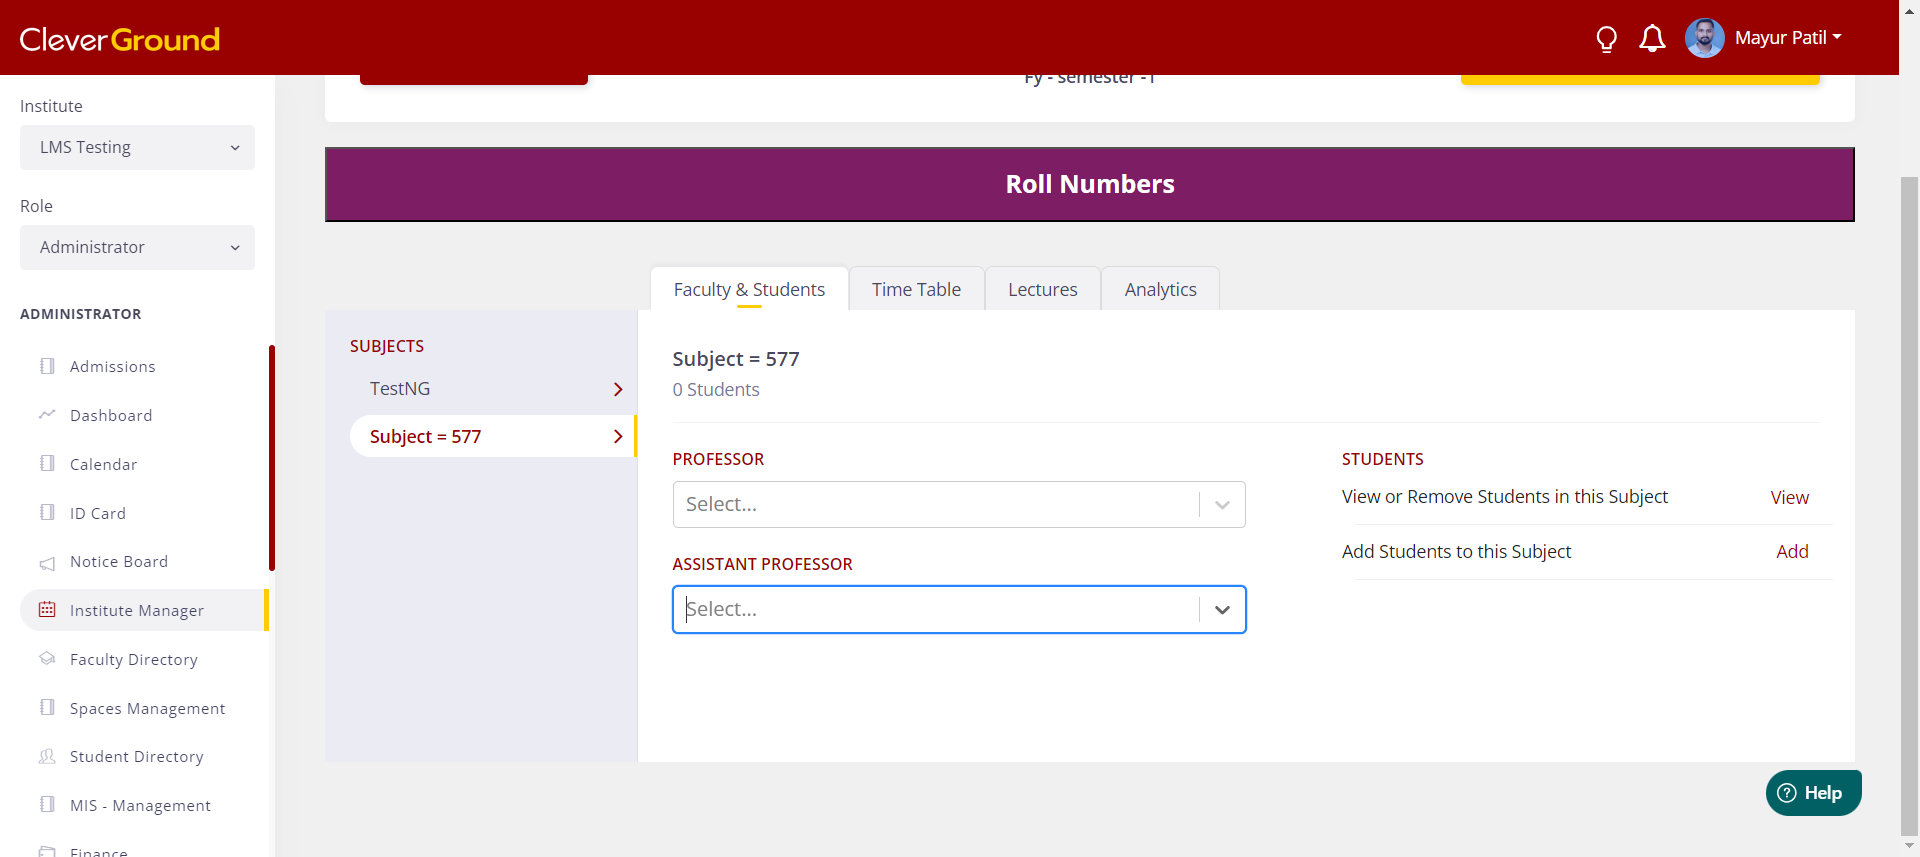 CleverGround
Mayur Patil
Institute
LMS Testing
Role
Administrator
ADMINISTRATOR
Admissions
Dashboard
Calendar
ID Card
Notice Board
Institute Manager
Faculty Directory
Spaces Management
Student Directory
MIS - Management
Finance
Fy - semester -1
Roll Numbers
Faculty & Students
Time Table
Lectures
Analytics
SUBJECTS
TestNG
Subject = 577
Subject = 577
0 Students
PROFESSOR
Select...
ASSISTANT PROFESSOR
Select...
STUDENTS
View or Remove Students in this Subject View
Add Students to this Subject Add
Help